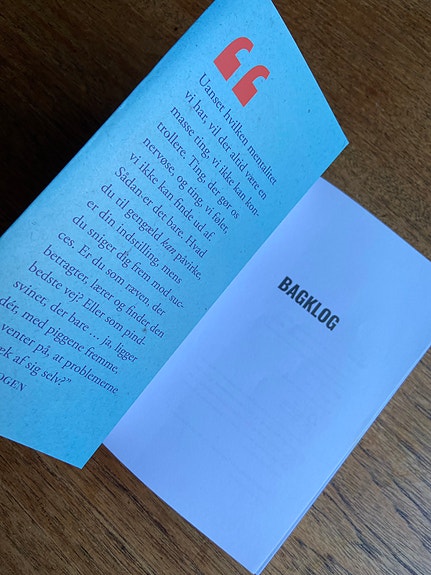 “
Uanset hvilken mentalitet
vi har, vil der altid være en
masse ting, vi ikke kan kon-
trollere. Ting, der gør os
nervøse, og ting, vi føler,
vi ikke kan finde ud af.
Sådan er det bare. Hvad
du til gengæld kan påvirke,
er din indstilling, mens
du sniger dig frem mod suc-
ces. Er du som ræven, der
betragter, lærer og finder den
bedste vej? Eller som pind-
sviner, der bare … ja, ligger
dér, med piggene fremme,
venter på, at problemerne
af sig selv?”
BAGKLOG